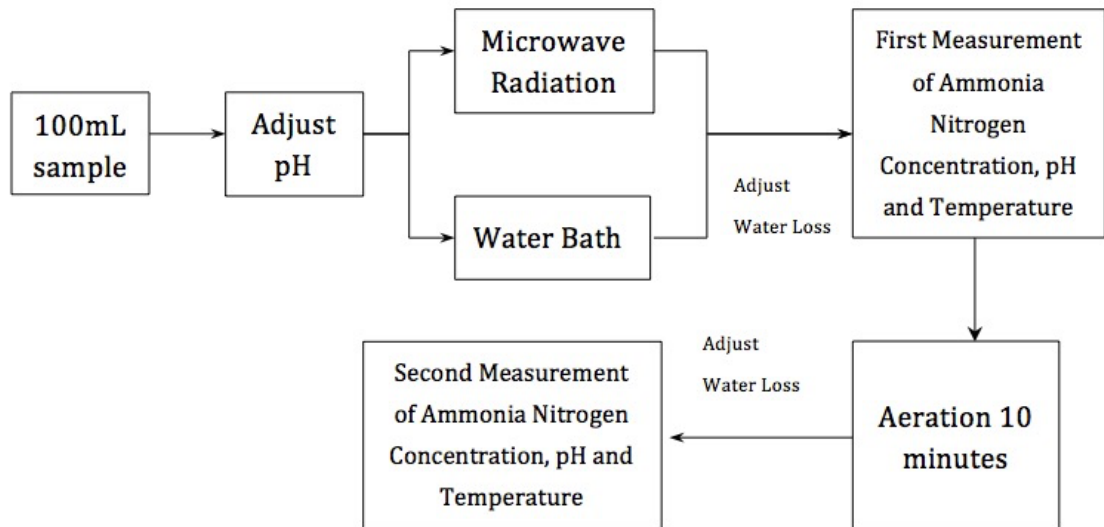 100mL
sample
Adjust
pH
Microwave
Radiation
Water Bath
Adjust
Water Loss
First Measurement
of Ammonia
Nitrogen
Concentration, pH
and Temperature
Aeration 10
minutes
Adjust
Water Loss
Second Measurement
of Ammonia Nitrogen
Concentration, pH and
Temperature